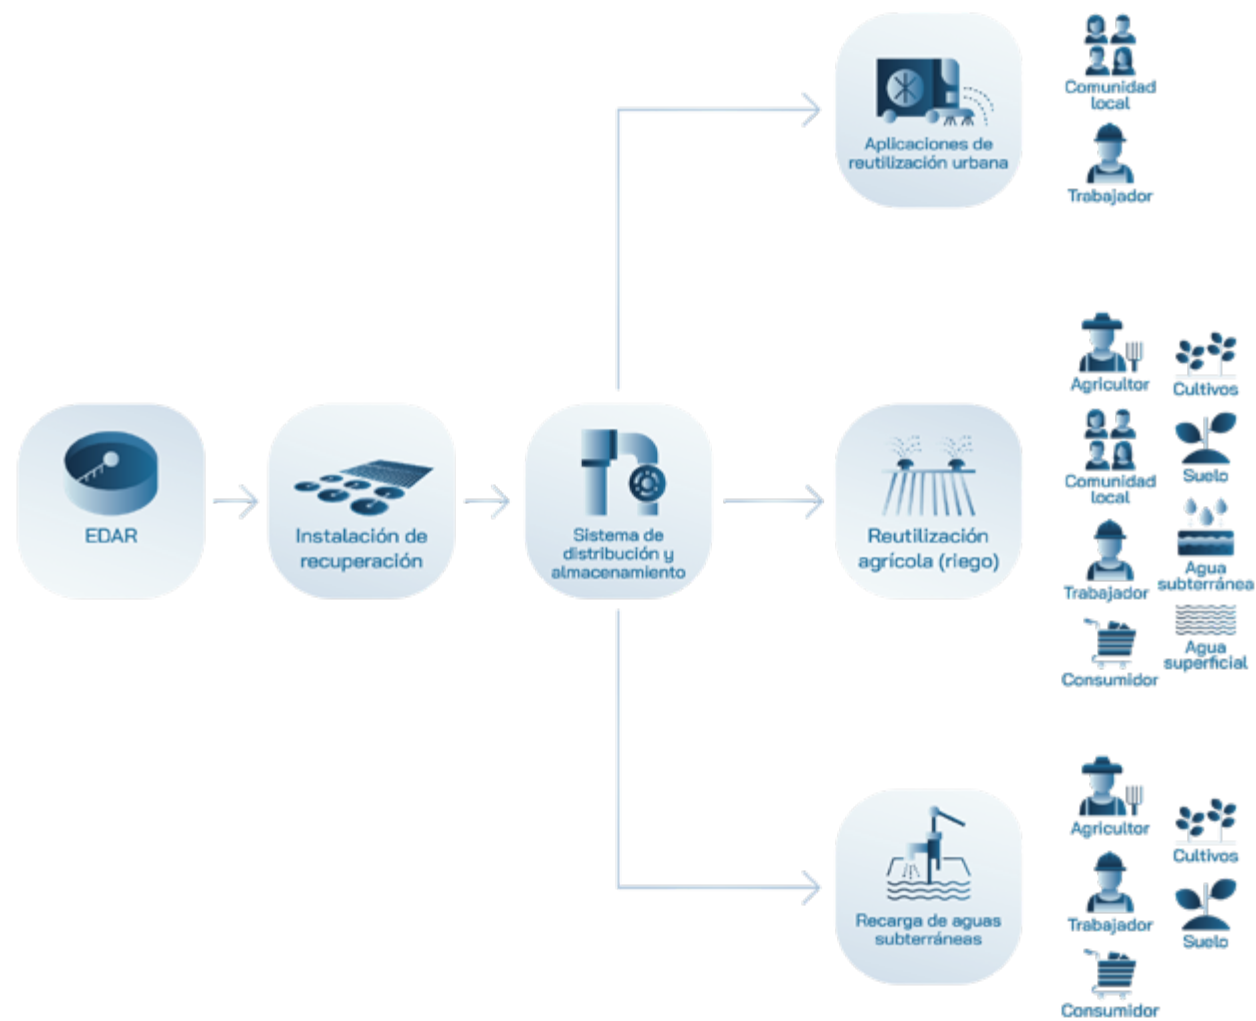 EDAR
Instalación de
recuperación
Sistema de
distribución y
almacenamiento
Aplicaciones de
reutilización urbana
Comunidad
local
Trabajador
Reutilización
agrícola (riego)
Agricultor
Cultivos
Comunidad
local
Suelo
Trabajador
Agua
subterránea
Consumidor
Agua
superficial
Recarga de aguas
subterráneas
Agricultor
Cultivos
Trabajador
Suelo
Consumidor